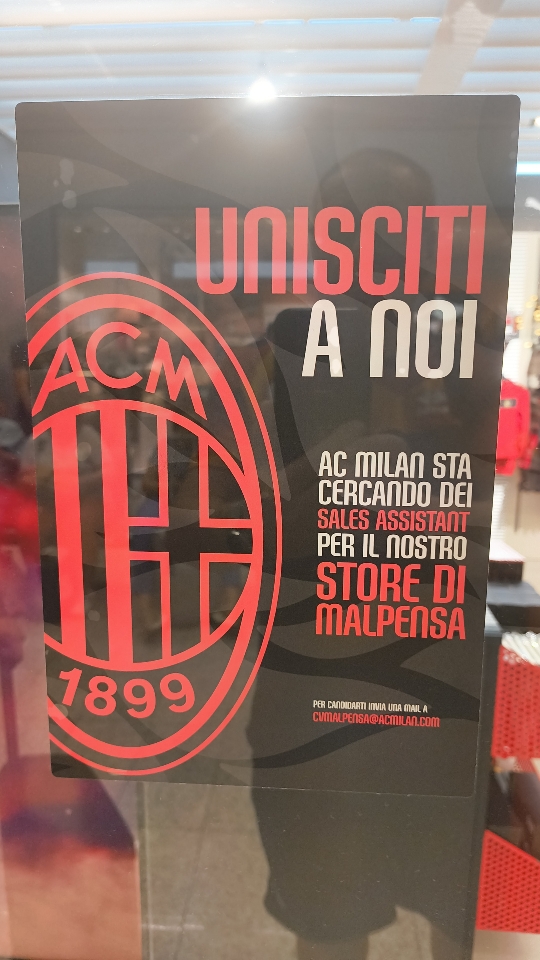 UNISCITI
A NOI
ACM
1899
AC MILAN STA
CERCANDO DEI
SALES ASSISTANT
PER IL NOSTRO
STORE DI
MALPENSA
PER CANDIDARTI INVIA UNA MAIL A
CVMALPENSA@ACMILAN.COM